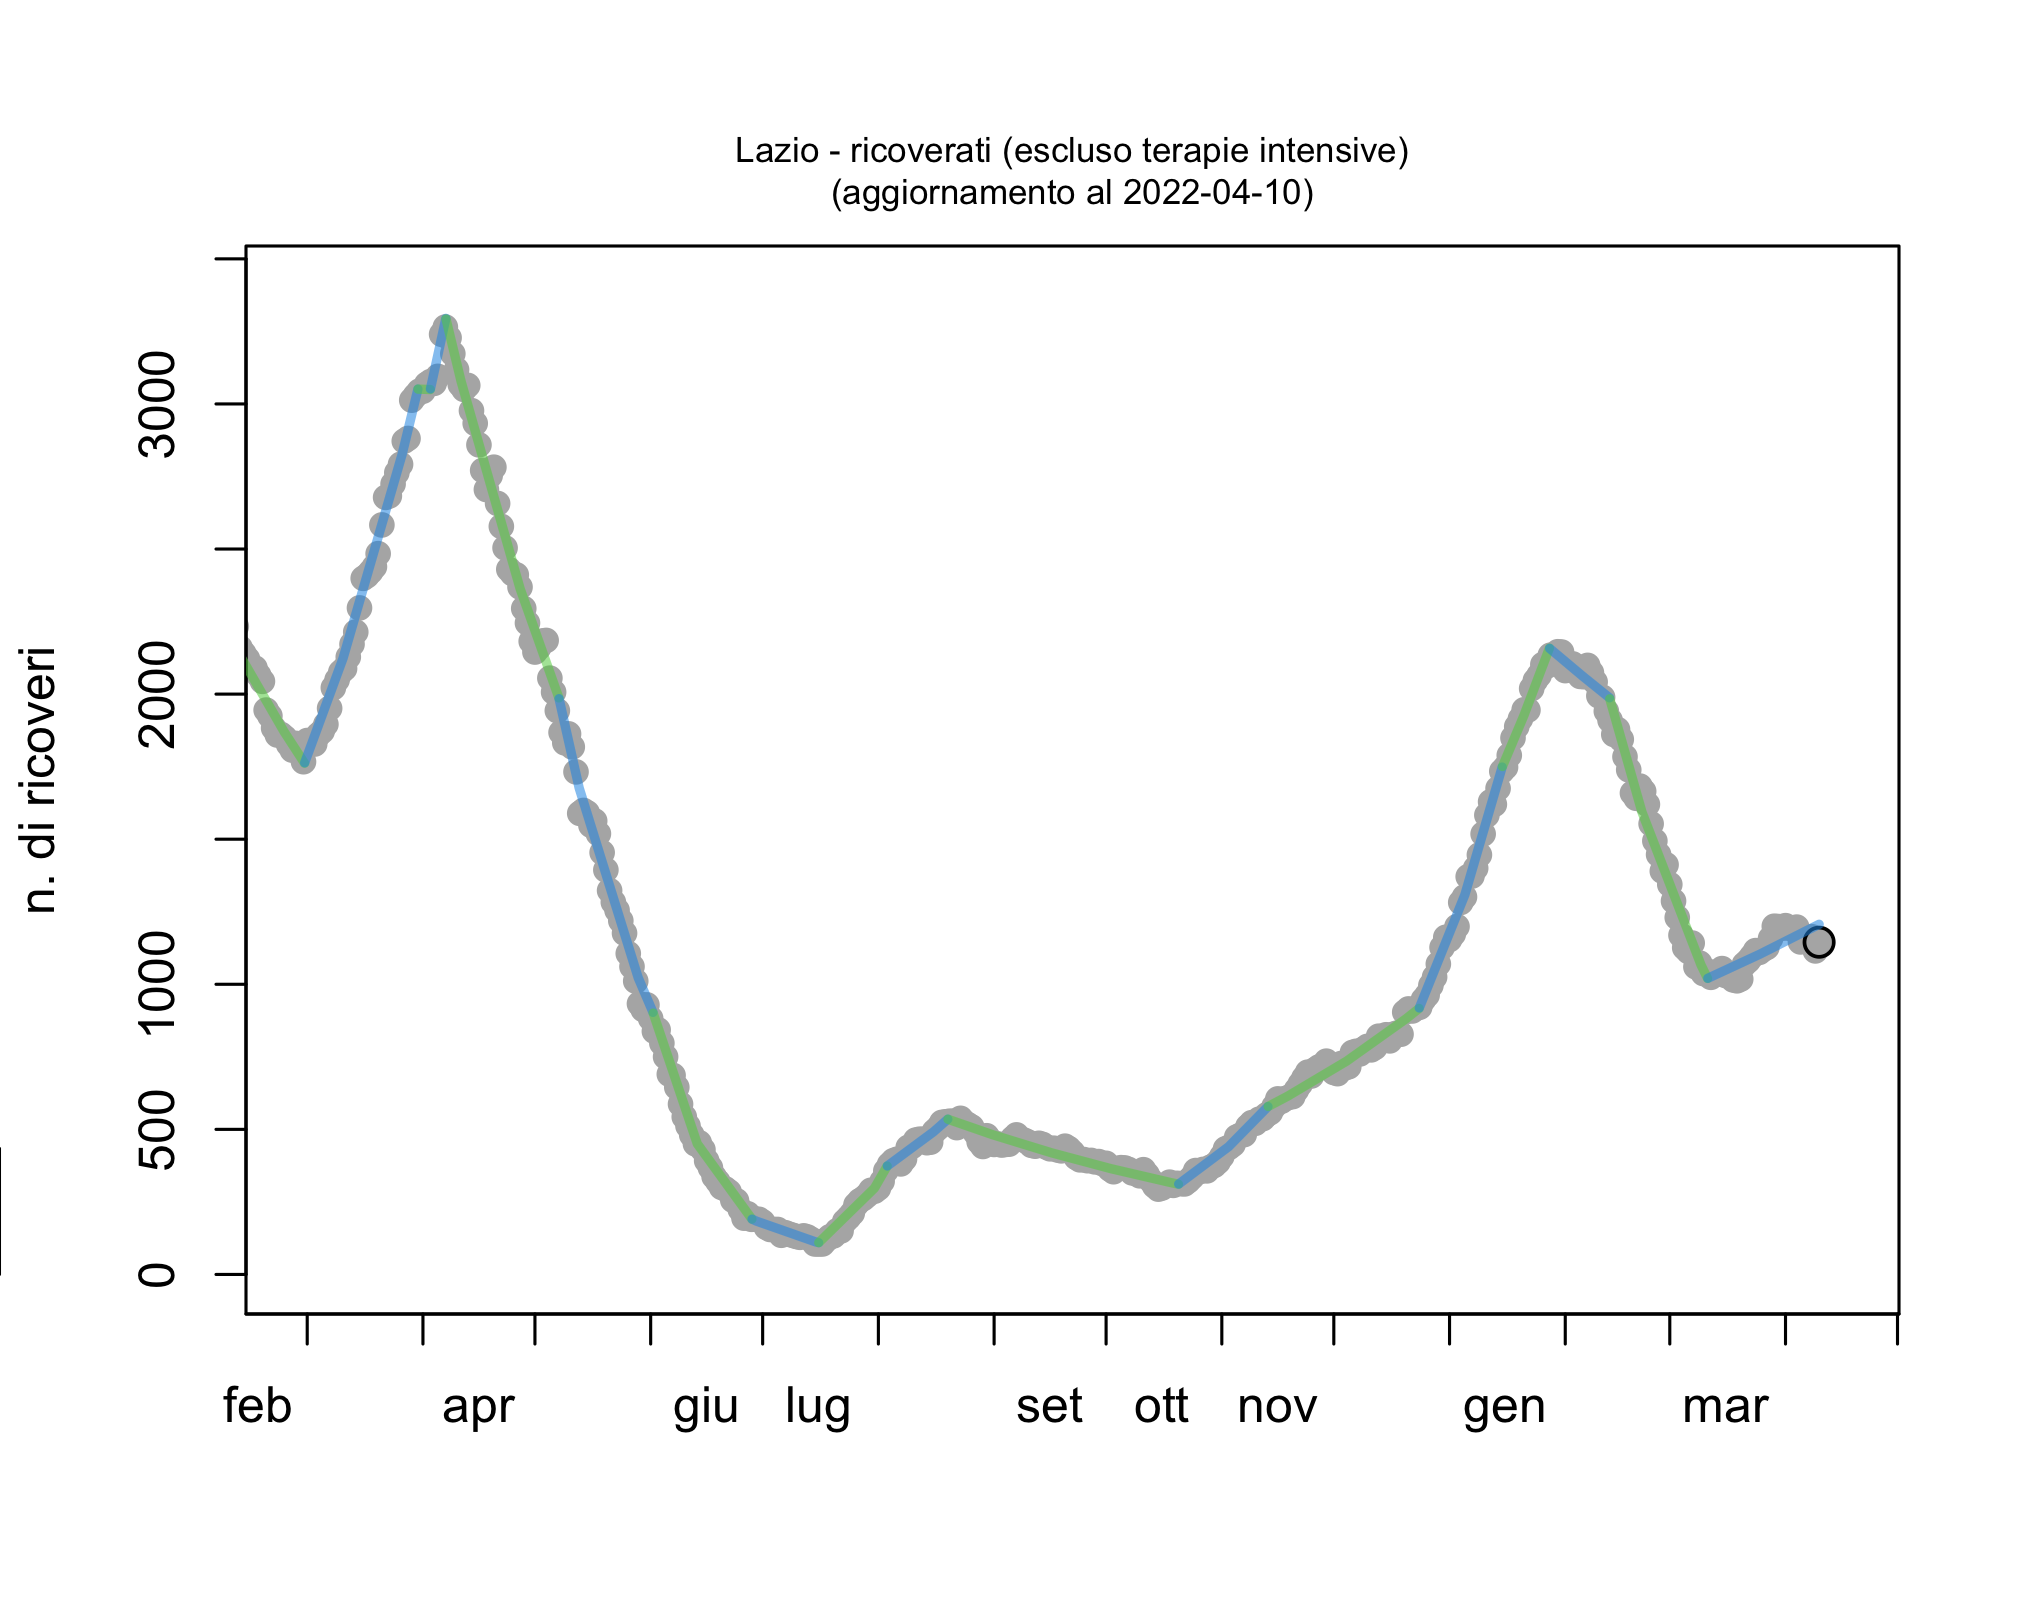 Lazio - ricoverati (escluso terapie intensive)
(aggiornamento al 2022-04-10)
n. di ricoveri
3000
2000
1000
500
0
feb apr giu lug set ott nov gen mar